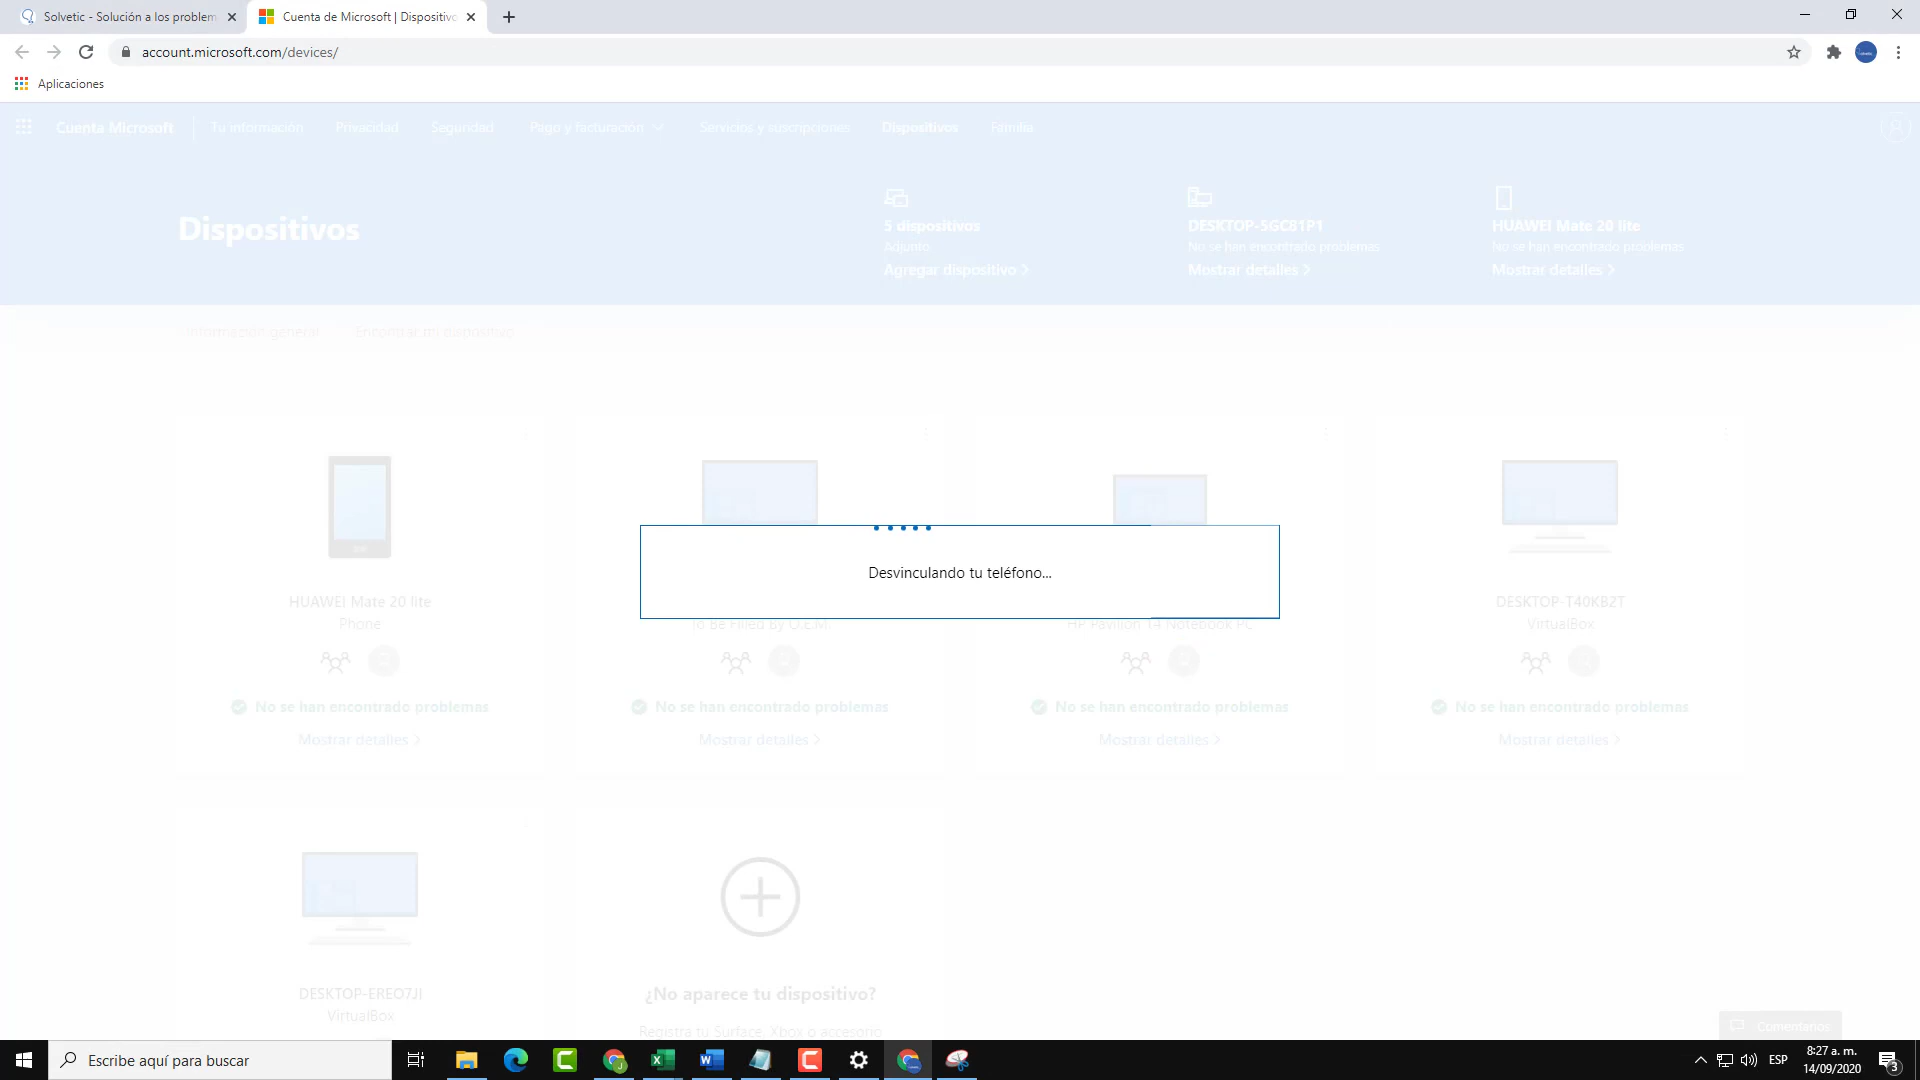 Solvetic - Solución a los problem
Cuenta de Microsoft | Dispositivo
account.microsoft.com/devices/
Aplicaciones
Cuenta Microsoft
Tu información
Privacidad
Seguridad
Pago y facturación
Servicios y suscripciones
Dispositivos
Familia
Dispositivos
5 dispositivos
Adjunto
Agregar dispositivo
DESKTOP-5GC81P1
No se han encontrado problemas
Mostrar detalles
HUAWEI Mate 20 lite
No se han encontrado problemas
Mostrar detalles
Información general
Encontrar mi dispositivo
Desvinculando tu teléfono...
HUAWEI Mate 20 lite
Phone
No se han encontrado problemas
Mostrar detalles
To Be Filled By O.E.M.
No se han encontrado problemas
Mostrar detalles
HP Pavilion 14 Notebook PC
No se han encontrado problemas
Mostrar detalles
DESKTOP-T40KB2T
VirtualBox
No se han encontrado problemas
Mostrar detalles
DESKTOP-EREO7JI
VirtualBox
¿No aparece tu dispositivo?
Registra tu Surface, Xbox o accesorio
Comentarios
Escribe aquí para buscar
ESP
8:27 a. m.
14/09/2020
3